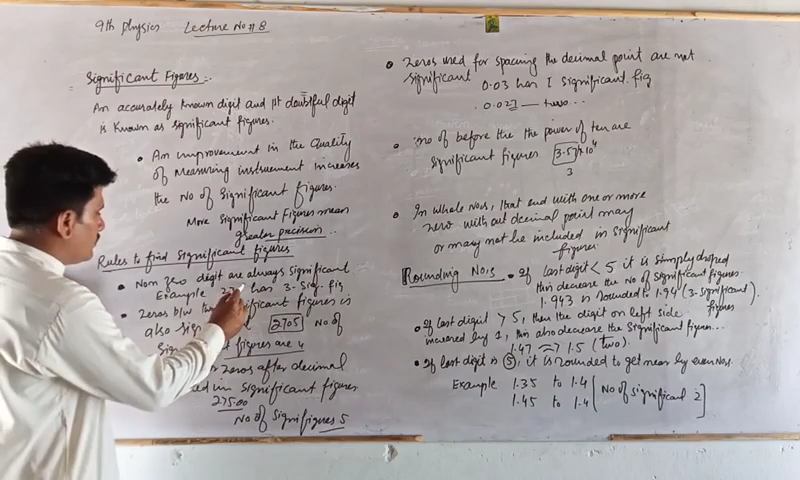 9th Physics Lecture No # 8
Significant Figures:-
An accurately known digit and 1st doubtful digit
is known as significant figures.
• An improvement in the quality
of measuring instruement increases
the No of Significant figures.
More Significant Figures mean
greater precision..
Rules to find Significant figures
• Non zero digit are always significant
Example 27 has 3- Sig. fig
• Zeros b/w significant figures is
also 2705 No of
figures are 4
zeros after decimal
in significant figures
275.00
No of Signifigures 5
• Zeros used for spacing the decimal point are not
significant 0.03 has 1 significant fig
0.027 — two...
• no of before the the power of ten are
significant figures 3.57×10⁴
3
• In whole Nos, that end with one or more
zero without decimal point may
or may not be included in significant
figures.
Rounding Nos • If last digit < 5 it is simply droped
this decrease the No of Significant figures.
1.943 is rounded to 1.94 (3-Significant).
• If last digit > 5, then the digit on left side
increased by 1, this also decrease the Significant figures...
1.47 ⇒ 1.5 (two).
• If last digit is 5, it is rounded to get near by even Nos.
Example 1.35 to 1.4
1.45 to 1.4 [No of significant 2]